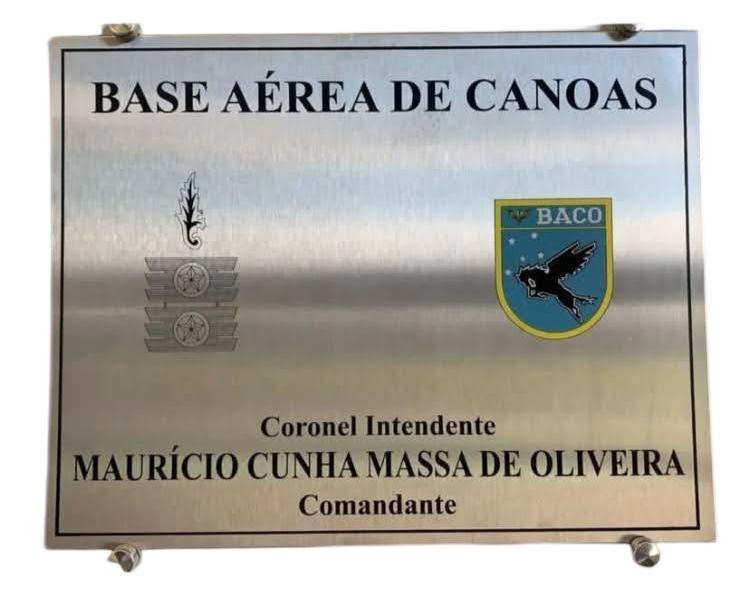 BASE AÉREA DE CANOAS
BACO
Coronel Intendente
MAURÍCIO CUNHA MASSA DE OLIVEIRA
Comandante